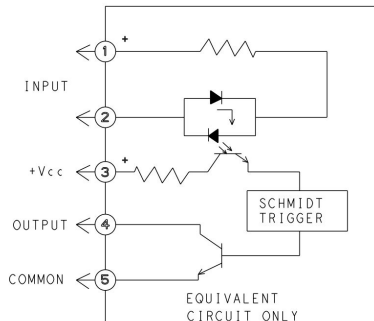 +
1
INPUT
2
+
+Vcc
3
SCHMIDT
TRIGGER
OUTPUT
4
COMMON
5
EQUIVALENT
CIRCUIT ONLY